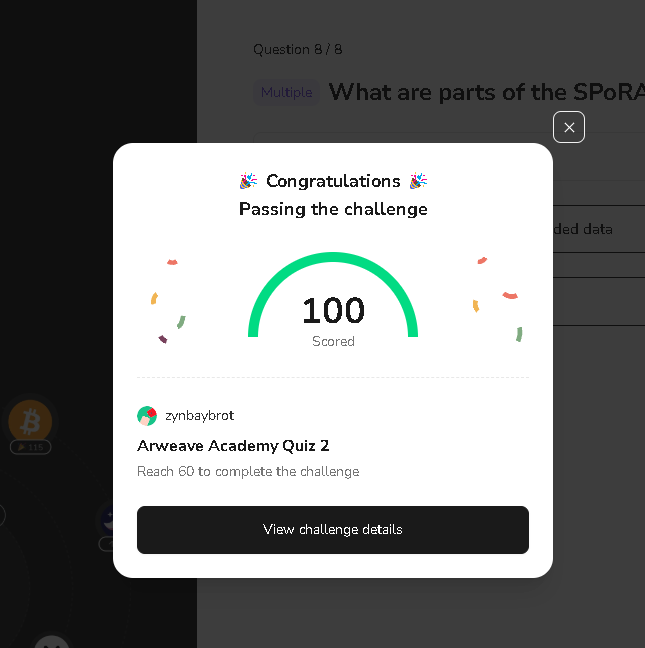 Question 8 / 8
Multiple What are parts of the SPoRA
ded data
Congratulations
Passing the challenge
100
Scored
115
zynbaybrot
Arweave Academy Quiz 2
Reach 60 to complete the challenge
View challenge details